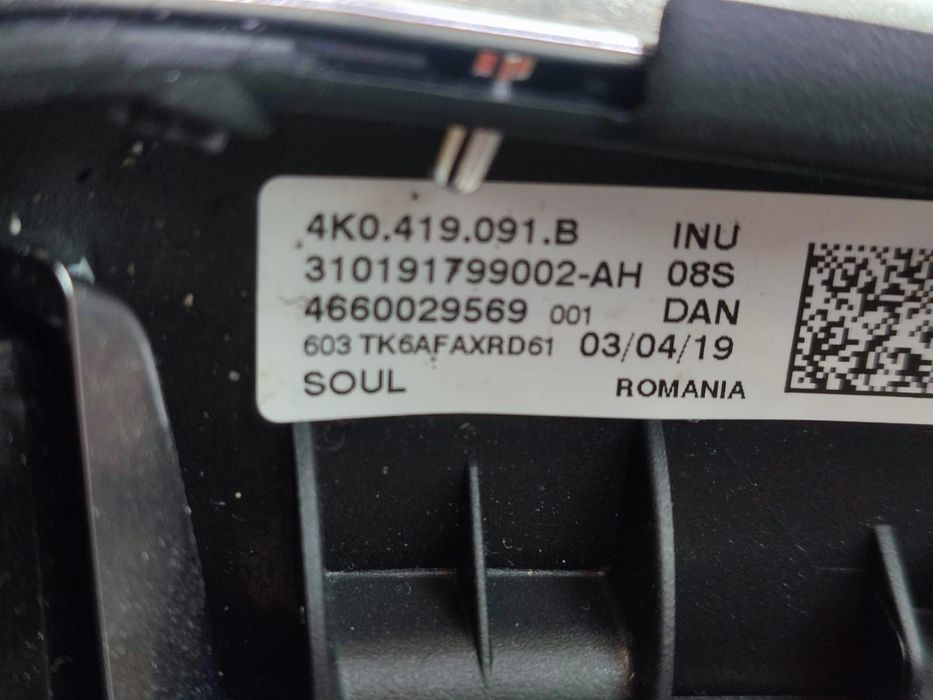 4K0.419.091.B INU
310191799002-AH 08S
4660029569 001 DAN
603 TK6AFAXRD61 03/04/19
SOUL ROMANIA